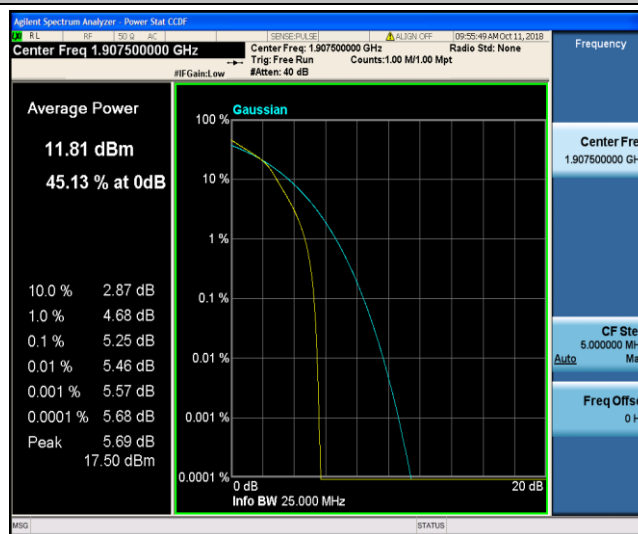 Agilent Spectrum Analyzer - Power Stat CCDF
RL RF 50 Ω AC SENSE:PULSE ALIGN OFF 09:55:49 AM Oct 11, 2018
Center Freq 1.907500000 GHz
Center Freq: 1.907500000 GHz Radio Std: None
Trig: Free Run Counts:1.00 M/1.00 Mpt
#IFGain:Low #Atten: 40 dB
Frequency
Average Power
11.81 dBm
45.13 % at 0dB
10.0 % 2.87 dB
1.0 % 4.68 dB
0.1 % 5.25 dB
0.01 % 5.46 dB
0.001 % 5.57 dB
0.0001 % 5.68 dB
Peak 5.69 dB
17.50 dBm
Gaussian
100 %
10 %
1 %
0.1 %
0.01 %
0.001 %
0.0001 %
0 dB 20 dB
Info BW 25.000 MHz
Center Fre
1.907500000 GH
CF Ste
5.000000 MH
Auto Ma
Freq Offse
0 H
MSG STATUS